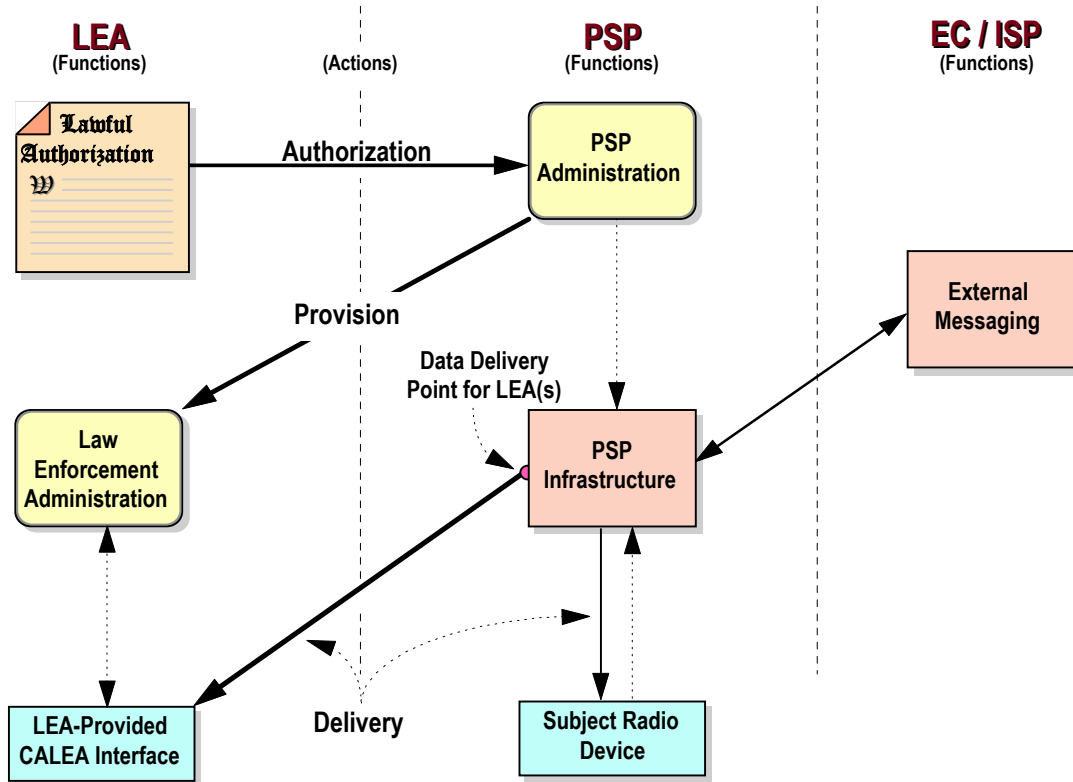 LEA
(Functions)
(Actions)
PSP
(Functions)
EC / ISP
(Functions)
Lawful
Authorization
W
Authorization
PSP
Administration
Provision
External
Messaging
Data Delivery
Point for LEA(s)
Law
Enforcement
Administration
PSP
Infrastructure
Delivery
LEA-Provided
CALEA Interface
Subject Radio
Device